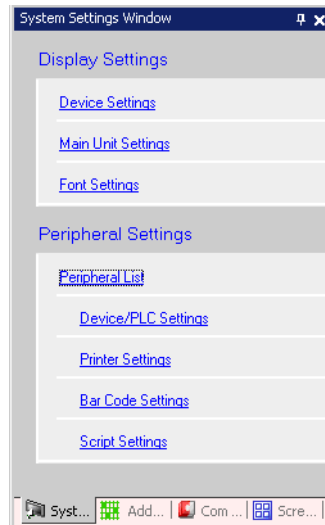 System Settings Window
Display Settings
Device Settings
Main Unit Settings
Font Settings
Peripheral Settings
Peripheral List
Device/PLC Settings
Printer Settings
Bar Code Settings
Script Settings
Syst... Add... Com ... Scre...